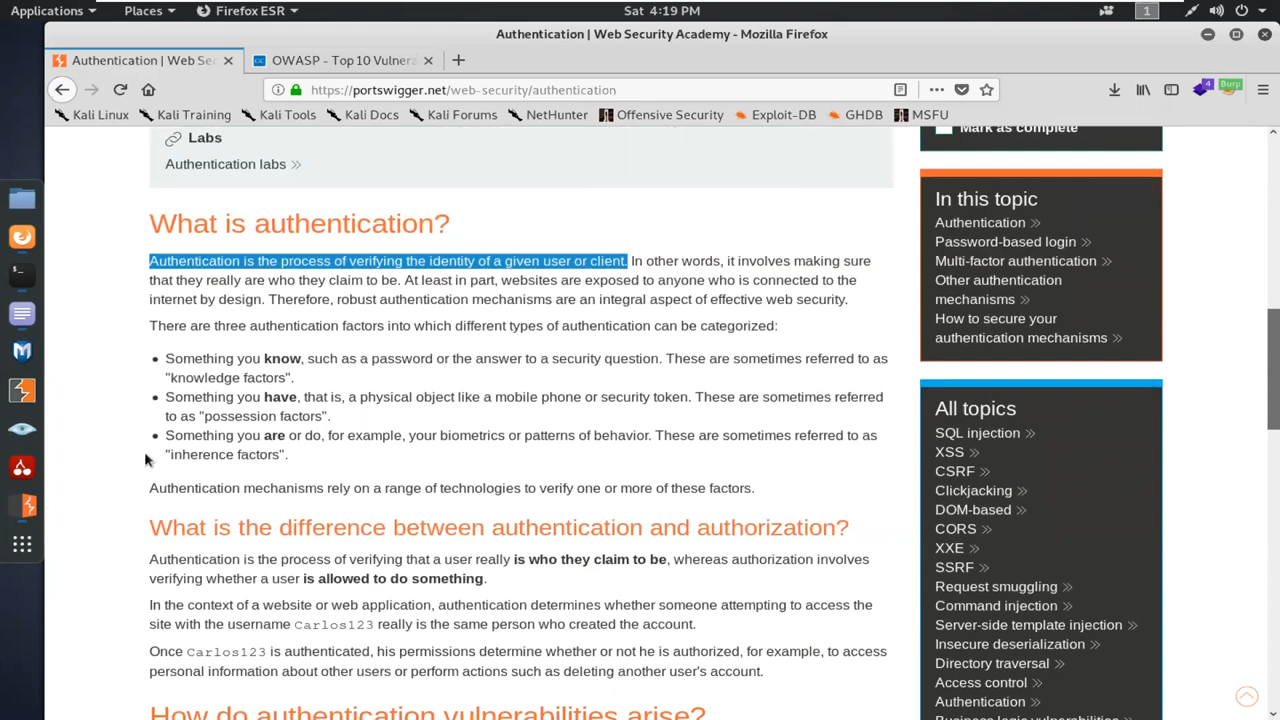 Applications Places Firefox ESR Sat 4:19 PM 1
Authentication | Web Security Academy - Mozilla Firefox
Authentication | Web Sec OWASP - Top 10 Vulnera
https://portswigger.net/web-security/authentication 4 Burp
Kali Linux Kali Training Kali Tools Kali Docs Kali Forums NetHunter Offensive Security Exploit-DB GHDB MSFU
Labs
Authentication labs
What is authentication?
Authentication is the process of verifying the identity of a given user or client. In other words, it involves making sure
that they really are who they claim to be. At least in part, websites are exposed to anyone who is connected to the
internet by design. Therefore, robust authentication mechanisms are an integral aspect of effective web security.
There are three authentication factors into which different types of authentication can be categorized:
• Something you know, such as a password or the answer to a security question. These are sometimes referred to as
"knowledge factors".
• Something you have, that is, a physical object like a mobile phone or security token. These are sometimes referred
to as "possession factors".
• Something you are or do, for example, your biometrics or patterns of behavior. These are sometimes referred to as
"inherence factors".
Authentication mechanisms rely on a range of technologies to verify one or more of these factors.
What is the difference between authentication and authorization?
Authentication is the process of verifying that a user really is who they claim to be, whereas authorization involves
verifying whether a user is allowed to do something.
In the context of a website or web application, authentication determines whether someone attempting to access the
site with the username Carlos123 really is the same person who created the account.
Once Carlos123 is authenticated, his permissions determine whether or not he is authorized, for example, to access
personal information about other users or perform actions such as deleting another user's account.
How do authentication vulnerabilities arise?
Mark as complete
In this topic
Authentication
Password-based login
Multi-factor authentication
Other authentication
mechanisms
How to secure your
authentication mechanisms
All topics
SQL injection
XSS
CSRF
Clickjacking
DOM-based
CORS
XXE
SSRF
Request smuggling
Command injection
Server-side template injection
Insecure deserialization
Directory traversal
Access control
Authentication
Business logic vulnerabilities